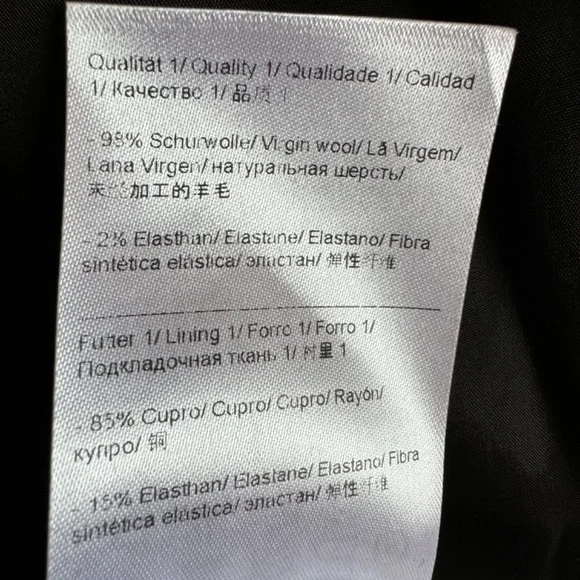 Qualität 1/ Quality 1/ Qualidade 1/ Calidad
1/ Качество 1/ 品质 1
- 98% Schurwolle/ Virgin wool/ Lã Virgem/
Lana Virgen/ натуральная шерсть/
未经加工的羊毛
- 2% Elasthan/ Elastane/ Elastano/ Fibra
sintética elástica/ эластан/ 弹性纤维
Futter 1/ Lining 1/ Forro 1/ Forro 1/
Подкладочная ткань 1/ 衬里 1
- 85% Cupro/ Cupro/ Cupro/ Rayón/
купро/ 铜
- 15% Elasthan/ Elastane/ Elastano/ Fibra
sintética elástica/ эластан/ 弹性纤维